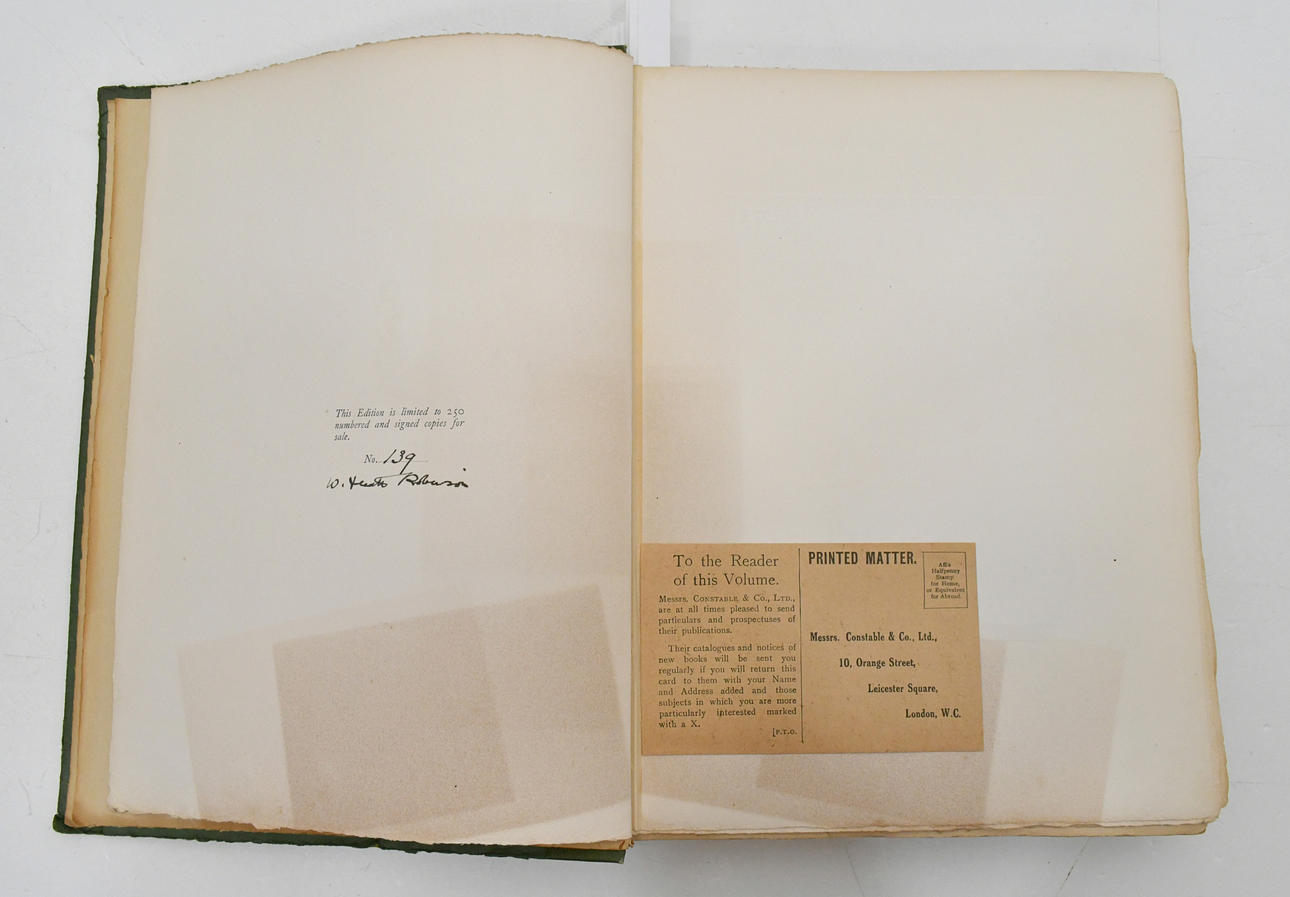 This Edition is limited to 250
numbered and signed copies for
sale.
No. 139
W. Heath Robinson
To the Reader
of this Volume.
Messrs. Constable & Co., Ltd.,
are at all times pleased to send
particulars and prospectuses of
their publications.
Their catalogues and notices of
new books will be sent you
regularly if you will return this
card to them with your Name
and Address added and those
subjects in which you are more
particularly interested marked
with a X.
[P.T.O.
PRINTED MATTER.
Affix
Halfpenny
Stamp
for Home,
or Equivalent
for Abroad.
Messrs. Constable & Co., Ltd.,
10, Orange Street,
Leicester Square,
London, W.C.